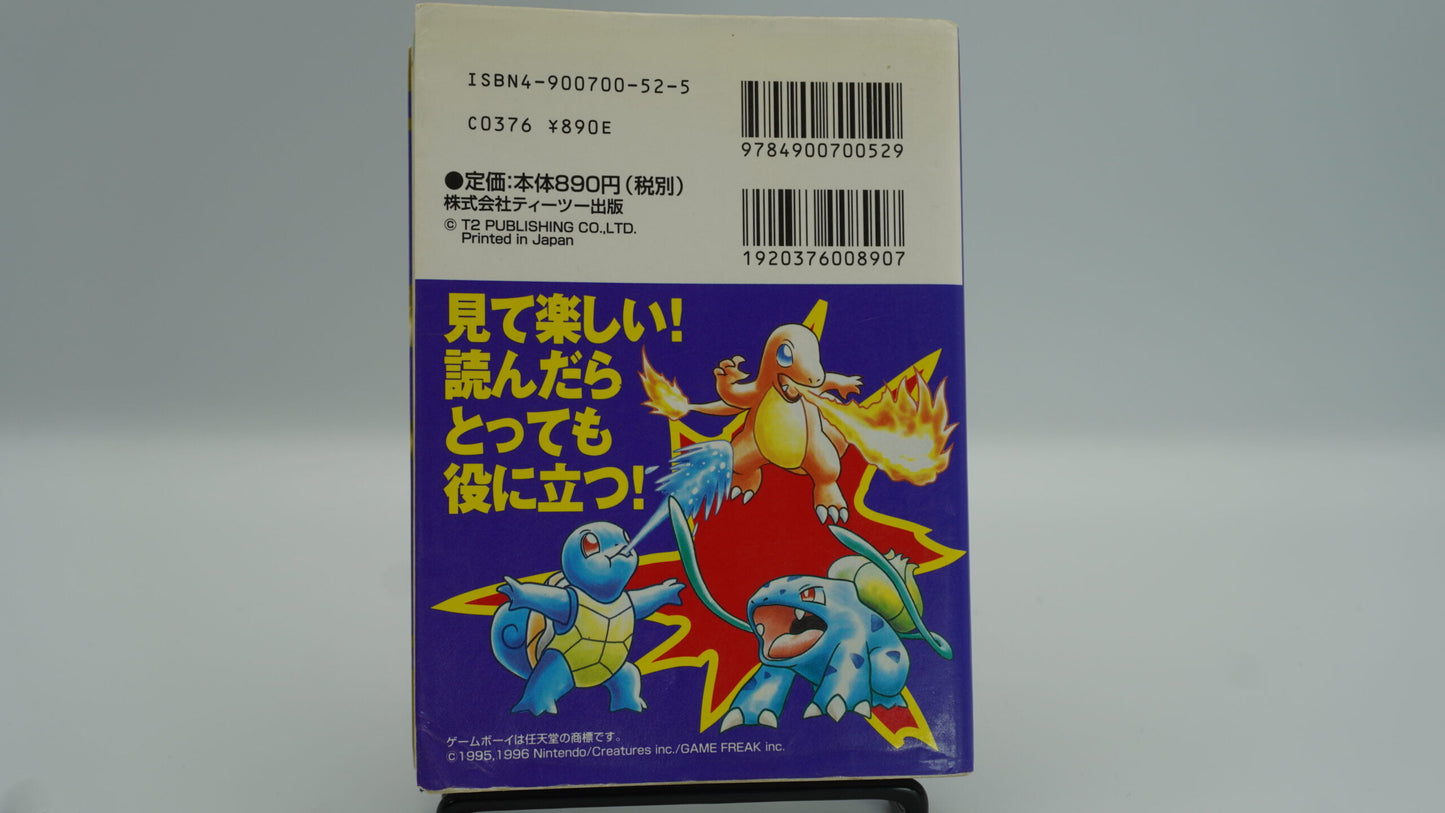 ISBN4-900700-52-5
C0376 ¥890E
9784900700529
●定価:本体890円(税別)
株式会社ティーツー出版
© T2 PUBLISHING CO.,LTD.
Printed in Japan
1920376008907
見て楽しい!
読んだら
とっても
役に立つ!
ゲームボーイは任天堂の商標です。
©1995,1996 Nintendo/Creatures inc./GAME FREAK inc.